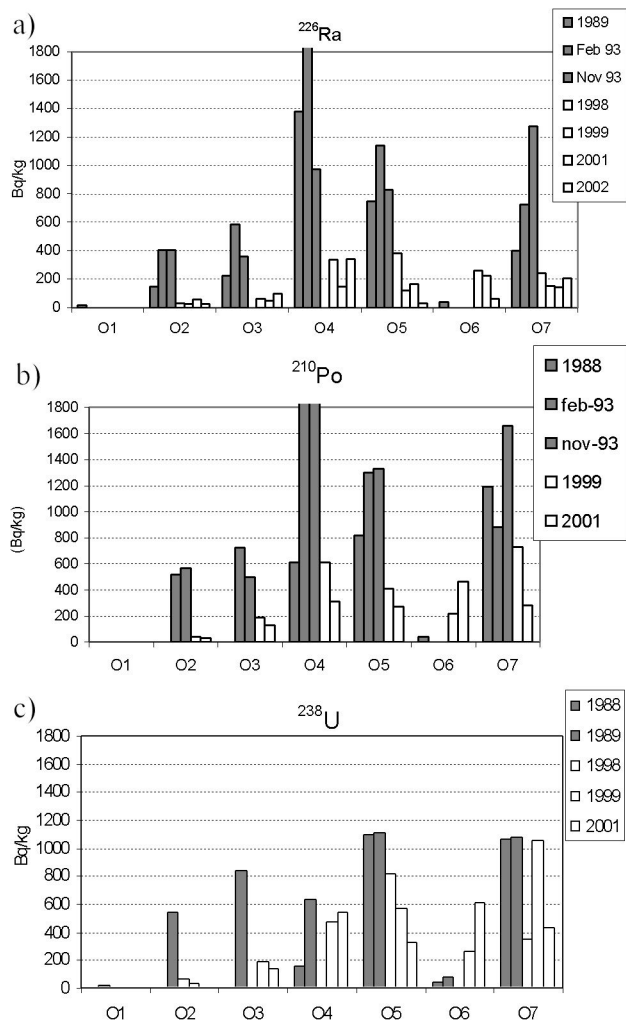 a)
²²⁶Ra
1989
Feb 93
Nov 93
1998
1999
2001
2002
Bq/kg
1800
1600
1400
1200
1000
800
600
400
200
0
O1 O2 O3 O4 O5 O6 O7
b)
²¹⁰Po
1988
feb-93
nov-93
1999
2001
(Bq/kg)
1800
1600
1400
1200
1000
800
600
400
200
0
O1 O2 O3 O4 O5 O6 O7
c)
²³⁸U
1988
1989
1998
1999
2001
Bq/kg
1800
1600
1400
1200
1000
800
600
400
200
0
O1 O2 O3 O4 O5 O6 O7